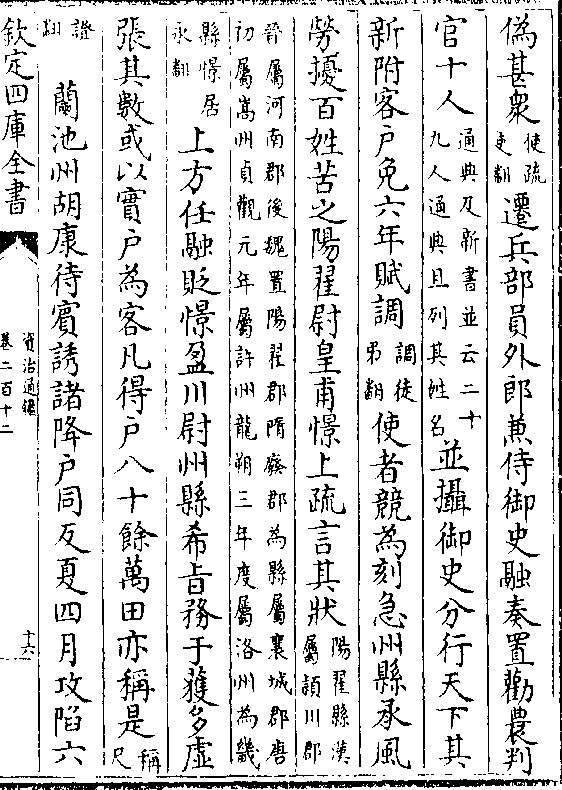 偽甚衆使疏吏翻遷兵部員外郎兼侍御史融奏置勸農判
官十人通典及新書並云二十九人通典且列其姓名並攝御史分行天下其
新附客戶免六年賦調調徒弔翻使者競為刻急州縣承風
勞擾百姓苦之陽翟尉皇甫憬上疏言其狀陽翟縣漢屬潁川郡
晉屬河南郡後魏置陽翟郡隋廢郡為縣屬襄城郡唐初屬嵩州貞觀元年屬許州龍朔三年度屬洛州為畿
縣憬居永翻上方任融貶憬盈川尉州縣希旨務于獲多虛
張其數或以實戶為客凡得戶八十餘萬田亦稱是稱尺
證翻
蘭池州胡康待賓誘諸降戶同反夏四月攻陷六
欽定四庫全書
資治通鑑
卷二百十二
十六